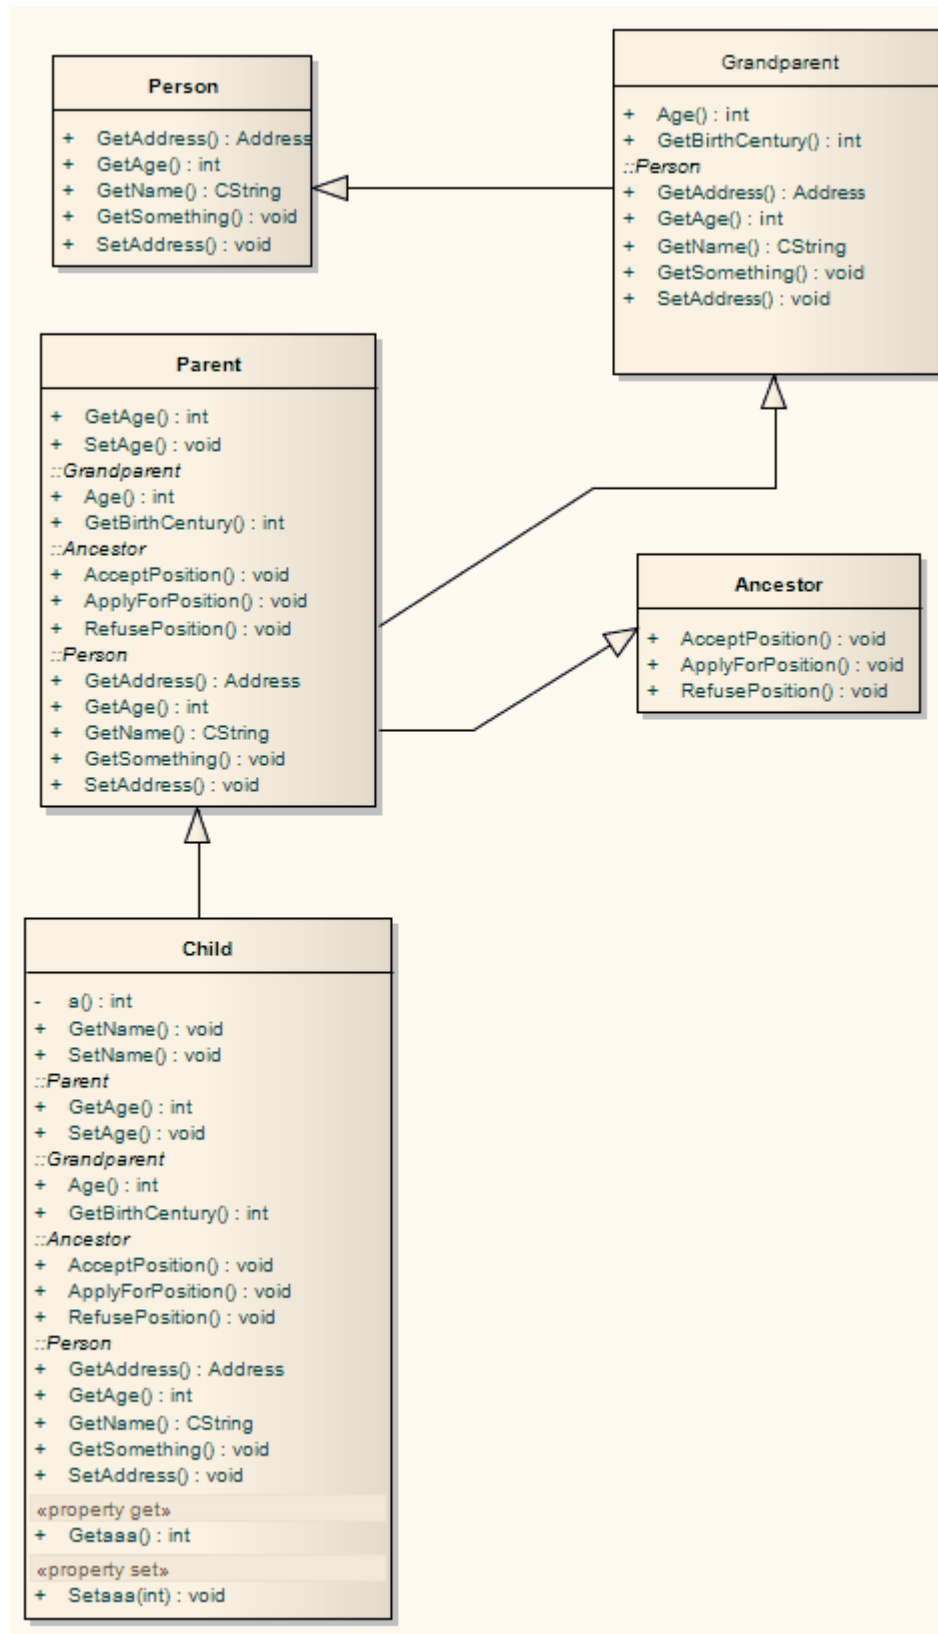 Person
+ GetAddress() : Address
+ GetAge() : int
+ GetName() : CString
+ GetSomething() : void
+ SetAddress() : void
Grandparent
+ Age() : int
+ GetBirthCentury() : int
::Person
+ GetAddress() : Address
+ GetAge() : int
+ GetName() : CString
+ GetSomething() : void
+ SetAddress() : void
Parent
+ GetAge() : int
+ SetAge() : void
::Grandparent
+ Age() : int
+ GetBirthCentury() : int
::Ancestor
+ AcceptPosition() : void
+ ApplyForPosition() : void
+ RefusePosition() : void
::Person
+ GetAddress() : Address
+ GetAge() : int
+ GetName() : CString
+ GetSomething() : void
+ SetAddress() : void
Ancestor
+ AcceptPosition() : void
+ ApplyForPosition() : void
+ RefusePosition() : void
Child
- a() : int
+ GetName() : void
+ SetName() : void
::Parent
+ GetAge() : int
+ SetAge() : void
::Grandparent
+ Age() : int
+ GetBirthCentury() : int
::Ancestor
+ AcceptPosition() : void
+ ApplyForPosition() : void
+ RefusePosition() : void
::Person
+ GetAddress() : Address
+ GetAge() : int
+ GetName() : CString
+ GetSomething() : void
+ SetAddress() : void
«property get»
+ Getaaa() : int
«property set»
+ Setaaa(int) : void